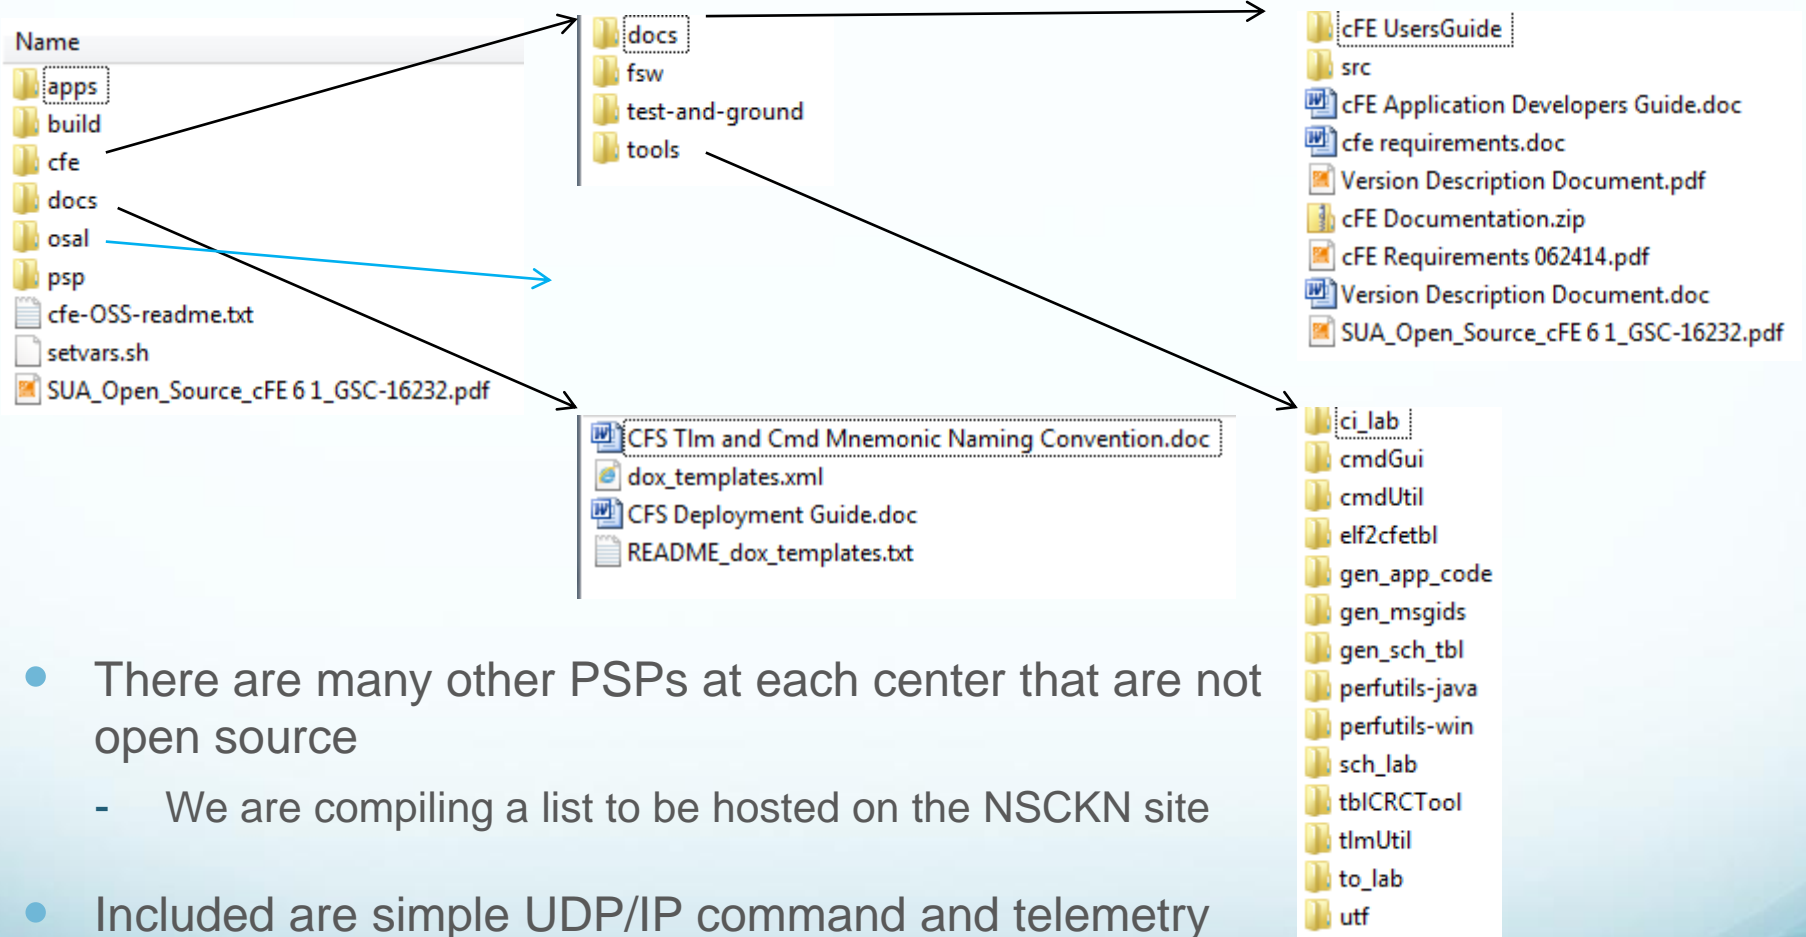 Name
apps
build
cfe
docs
osal
psp
cfe-OSS-readme.txt
setvars.sh
SUA_Open_Source_cFE 6 1_GSC-16232.pdf
docs
fsw
test-and-ground
tools
cFE UsersGuide
src
cFE Application Developers Guide.doc
cfe requirements.doc
Version Description Document.pdf
cFE Documentation.zip
cFE Requirements 062414.pdf
Version Description Document.doc
SUA_Open_Source_cFE 6 1_GSC-16232.pdf
CFS Tlm and Cmd Mnemonic Naming Convention.doc
dox_templates.xml
CFS Deployment Guide.doc
README_dox_templates.txt
ci_lab
cmdGui
cmdUtil
elf2cfetbl
gen_app_code
gen_msgids
gen_sch_tbl
perfutils-java
perfutils-win
sch_lab
tblCRCTool
tlmUtil
to_lab
utf
There are many other PSPs at each center that are not
open source
- We are compiling a list to be hosted on the NSCKN site
Included are simple UDP/IP command and telemetry